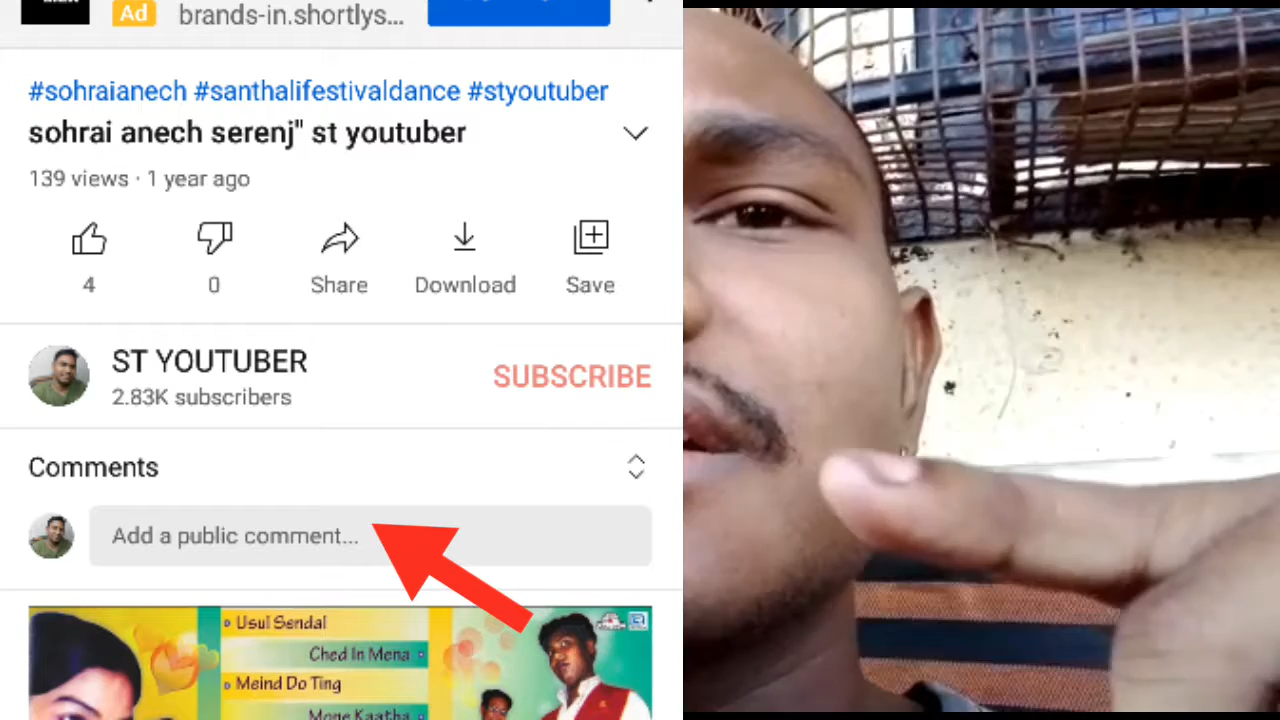 Ad
brands-in.shortlys...
#sohraianech #santhalifestivaldance #styoutuber
sohrai anech serenj" st youtuber
139 views · 1 year ago
4
0
Share
Download
Save
ST YOUTUBER
SUBSCRIBE
2.83K subscribers
Comments
Add a public comment...
Usul Sendal
Ched In Mena
Meind Do Ting
Mone Kaatha